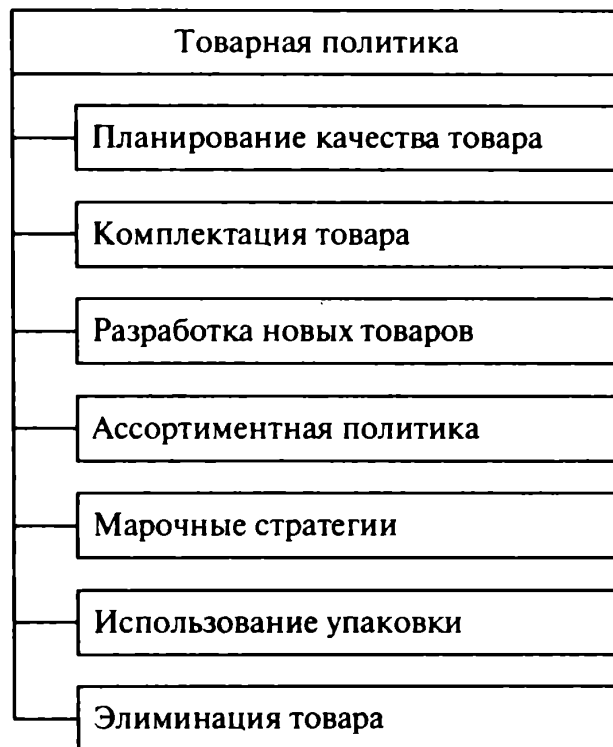 Товарная политика
Планирование качества товара
Комплектация товара
Разработка новых товаров
Ассортиментная политика
Марочные стратегии
Использование упаковки
Элиминация товара